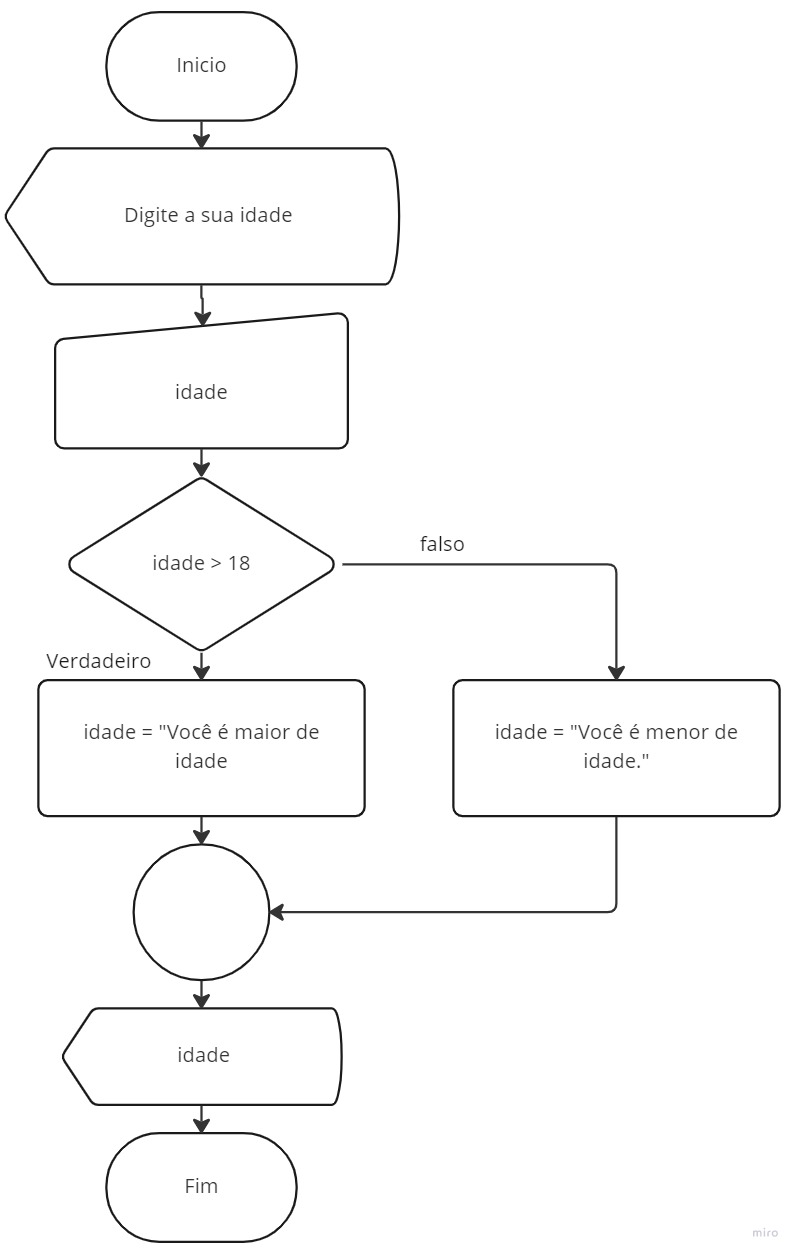 Inicio
Digite a sua idade
idade
idade > 18
falso
Verdadeiro
idade = "Você é maior de
idade
idade = "Você é menor de
idade."
idade
Fim
miro